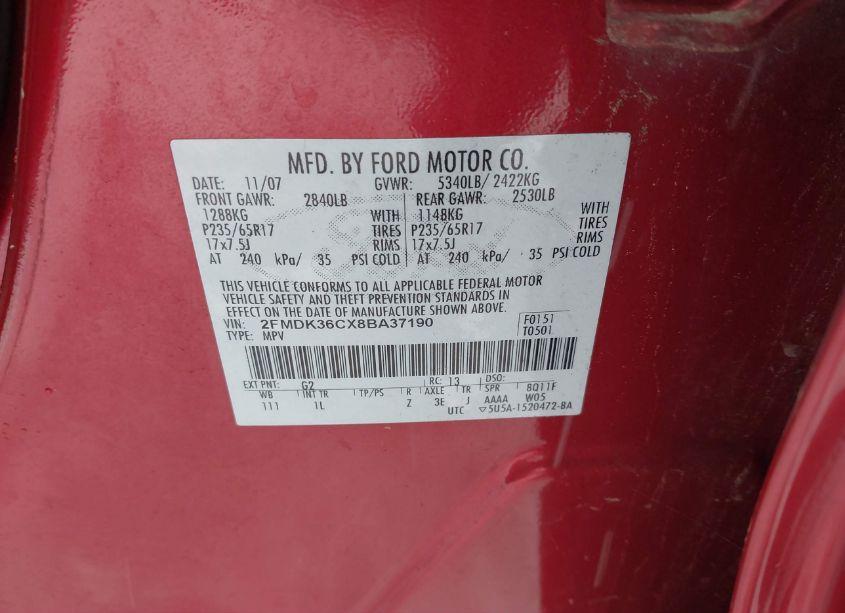 MFD. BY FORD MOTOR CO.
DATE: 11/07 GVWR: 5340LB/ 2422KG
FRONT GAWR: 2840LB REAR GAWR: 2530LB
1288KG WITH 1148KG WITH
P235/65R17 TIRES P235/65R17 TIRES
17x7.5J RIMS 17x7.5J RIMS
AT 240 kPa/ 35 PSI COLD AT 240 kPa/ 35 PSI COLD
THIS VEHICLE CONFORMS TO ALL APPLICABLE FEDERAL MOTOR
VEHICLE SAFETY AND THEFT PREVENTION STANDARDS IN
EFFECT ON THE DATE OF MANUFACTURE SHOWN ABOVE.
VIN: 2FMDK36CX8BA37190 F0151
TYPE: MPV T0501
EXT PNT: G2 RC: 13 DSO:
WB INT TR TP/PS R AXLE TR SPR 8Q11F
111 1L Z 3E J AAAA W05
UTC ▽5U5A-1520472-BA